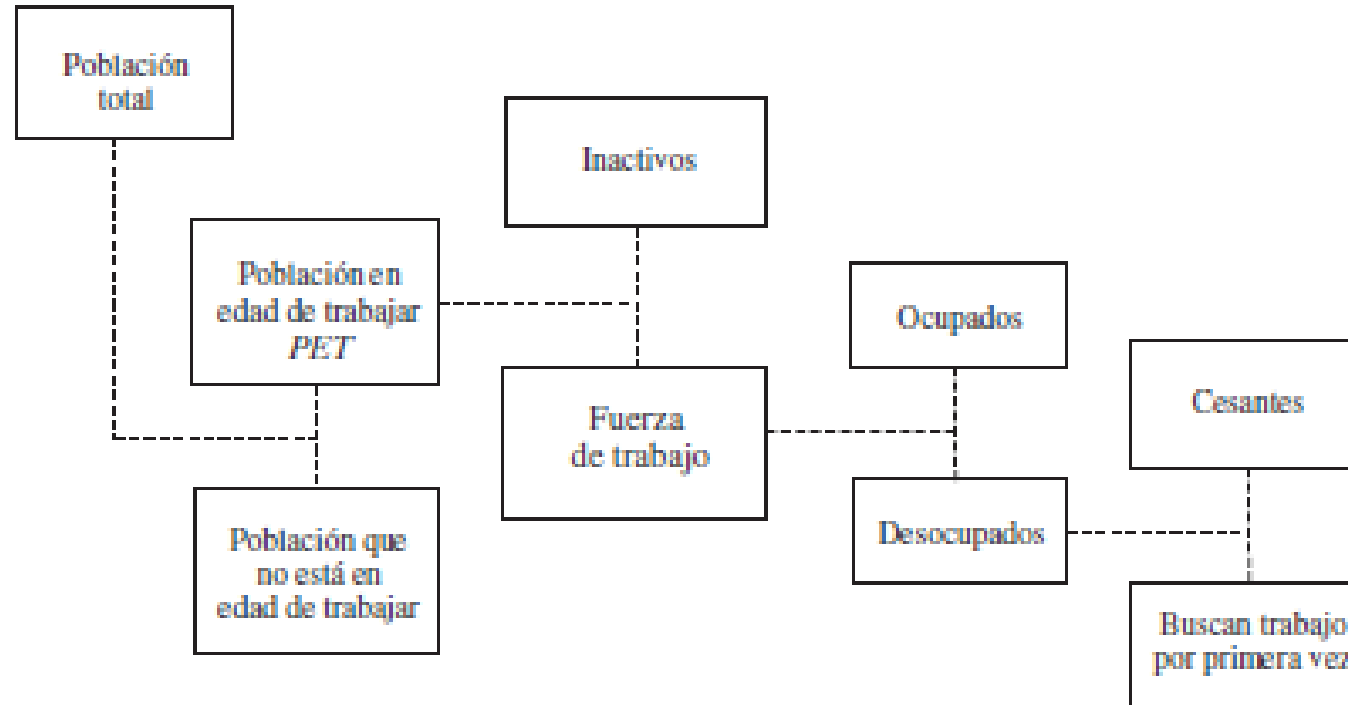 Población
total
Inactivos
Población en
edad de trabajar
PET
Ocupados
Fuerza
de trabajo
Cesantes
Desocupados
Población que
no está en
edad de trabajar
Buscan trabajo
por primera vez